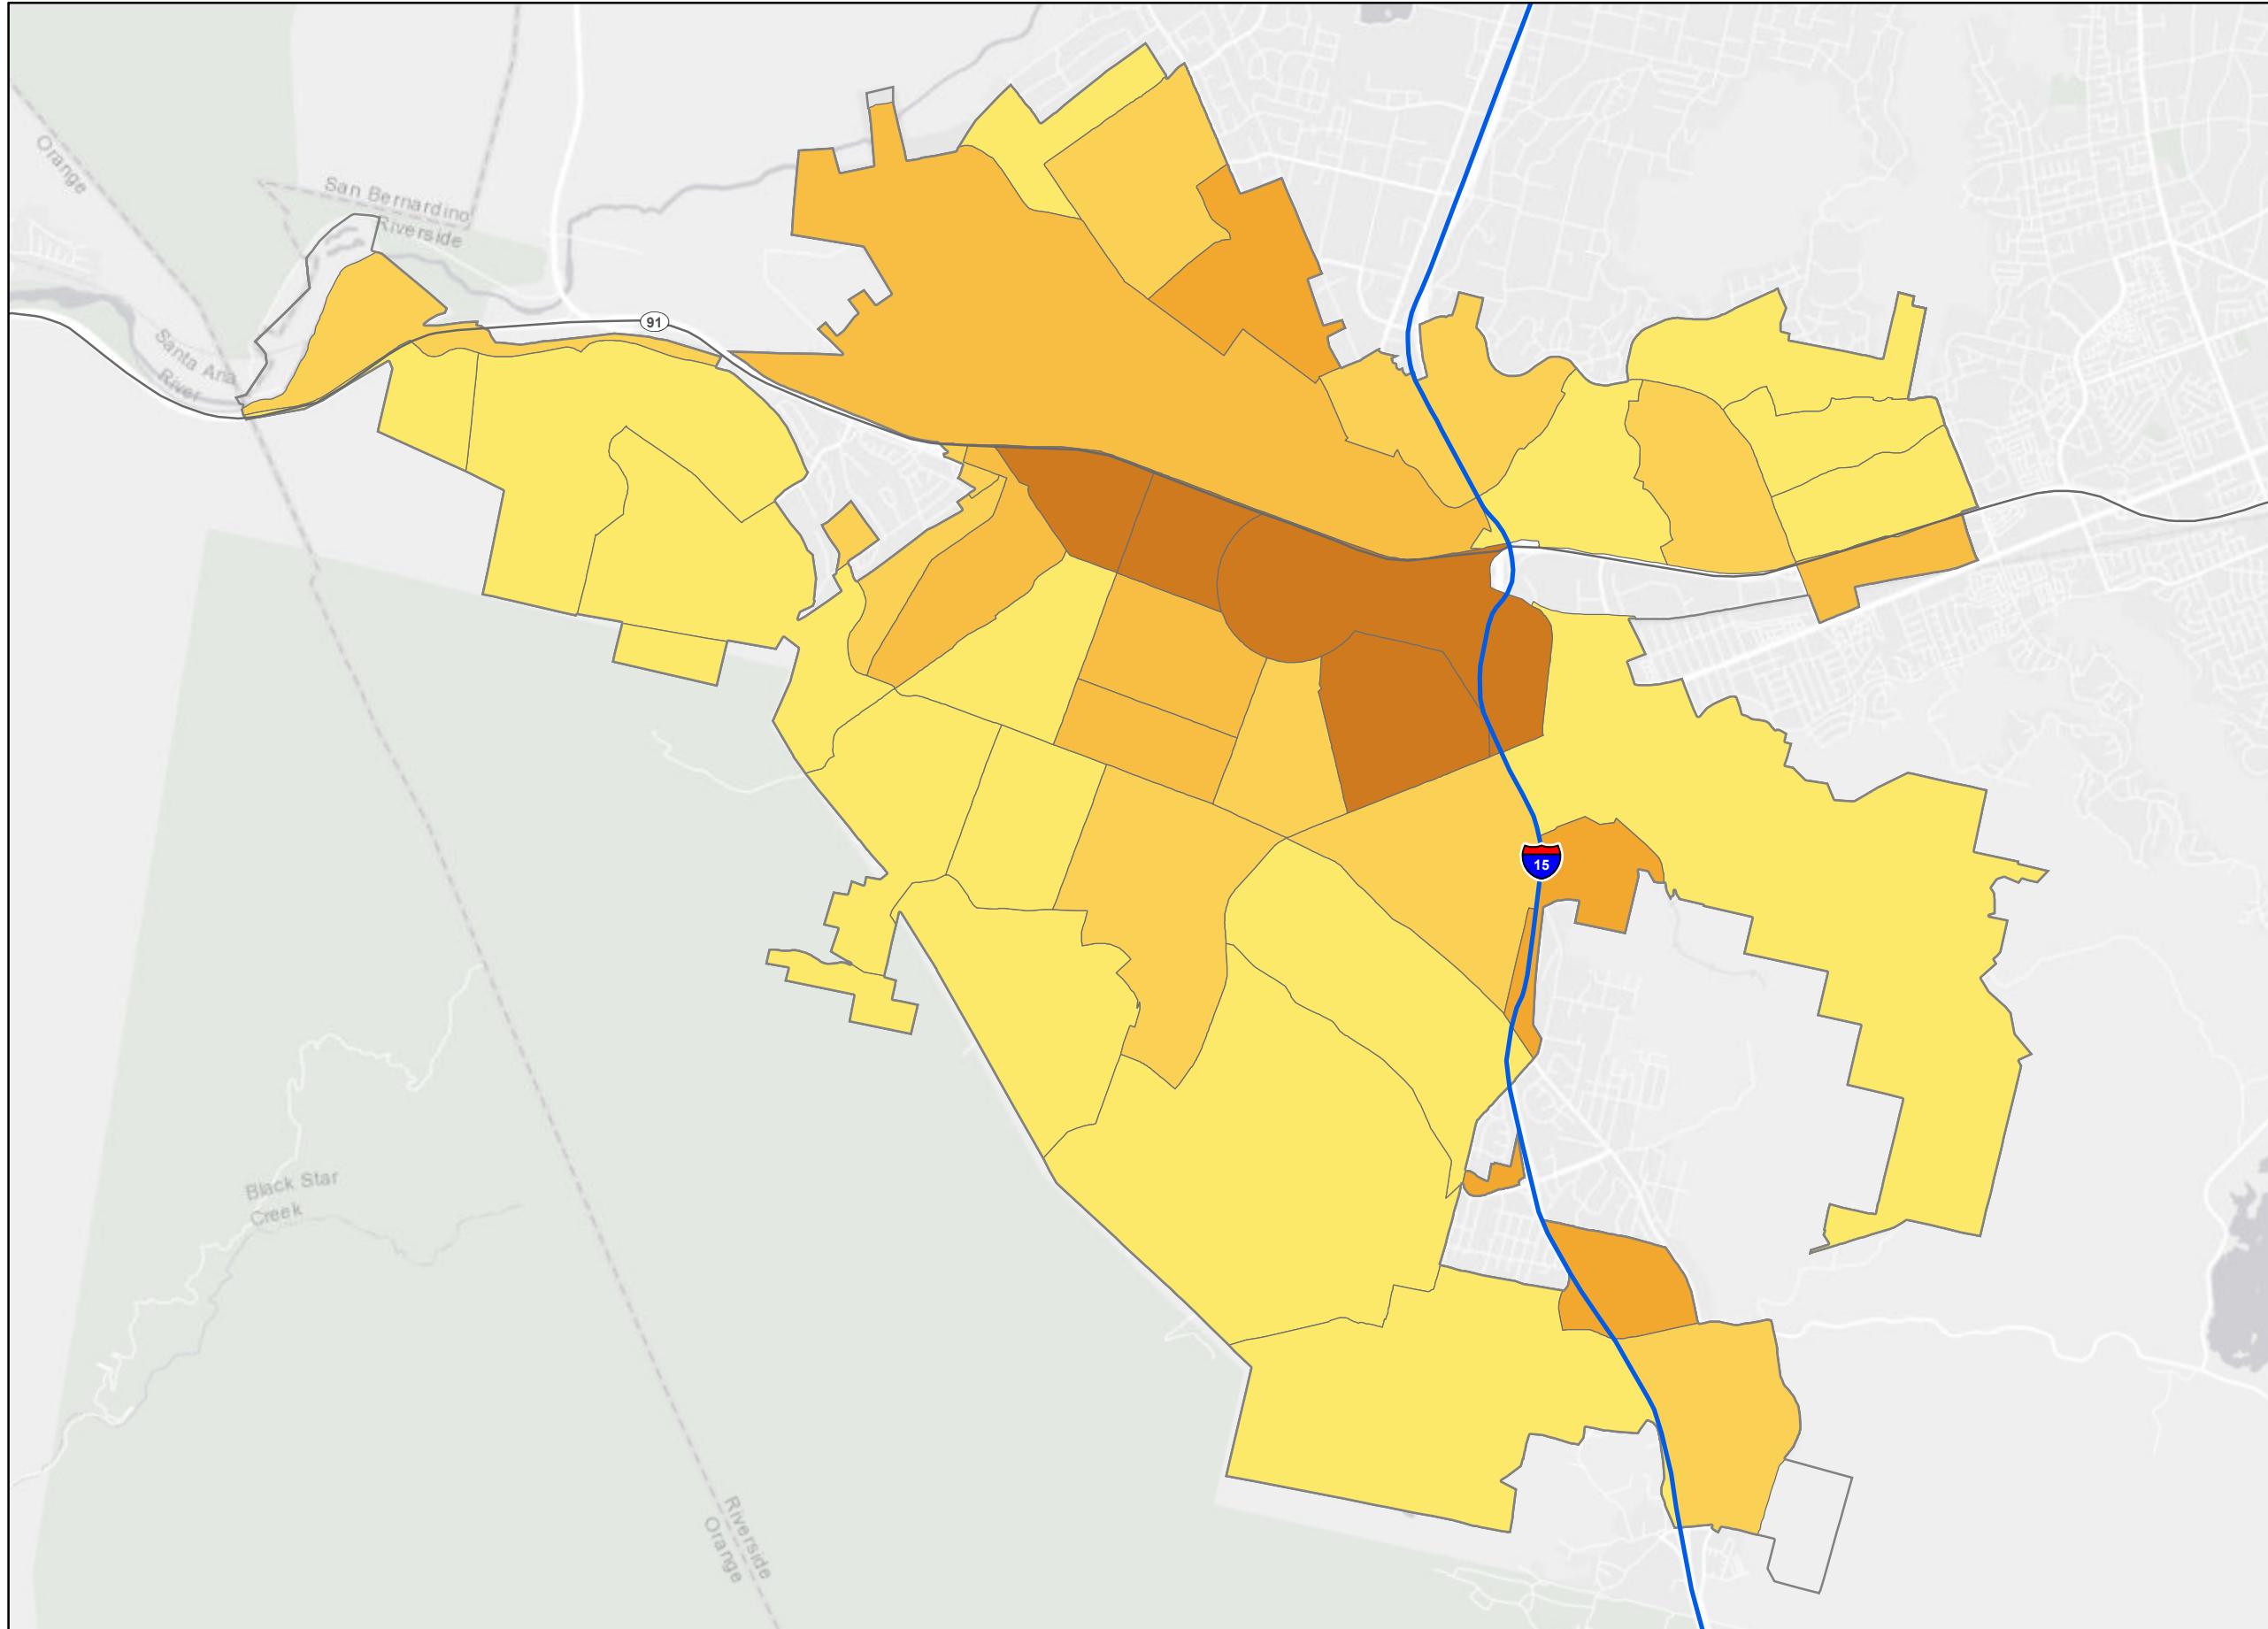 Orange
San Bernardino
Riverside
91
Santa Ana
River
15
Black Star
Creek
Riverside
Orange